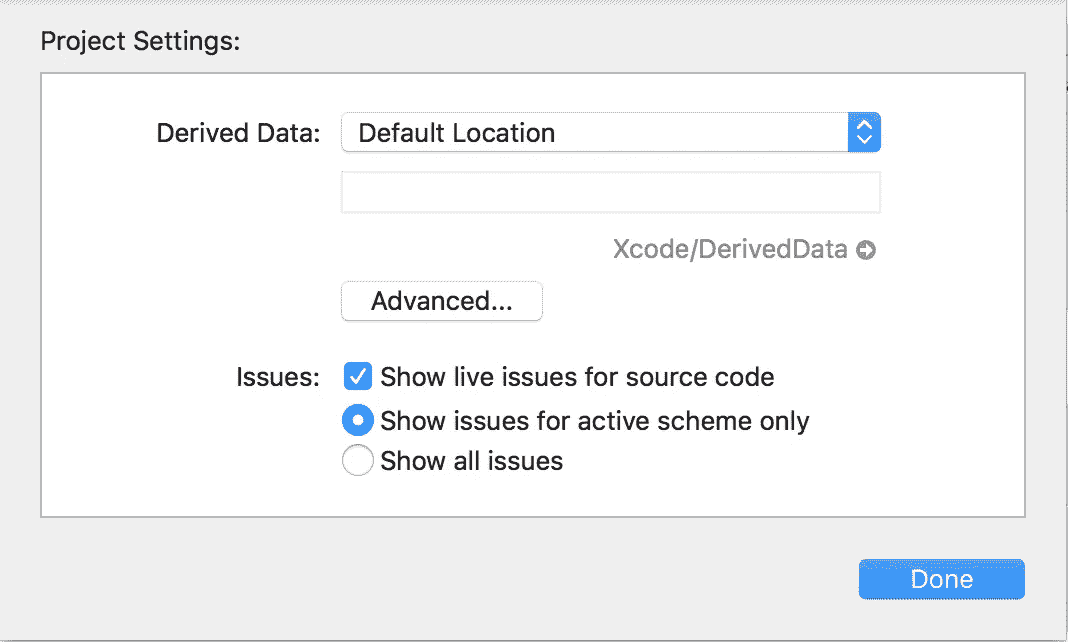 Project Settings:
Derived Data: Default Location
Xcode/DerivedData
Advanced...
Issues: Show live issues for source code
Show issues for active scheme only
Show all issues
Done